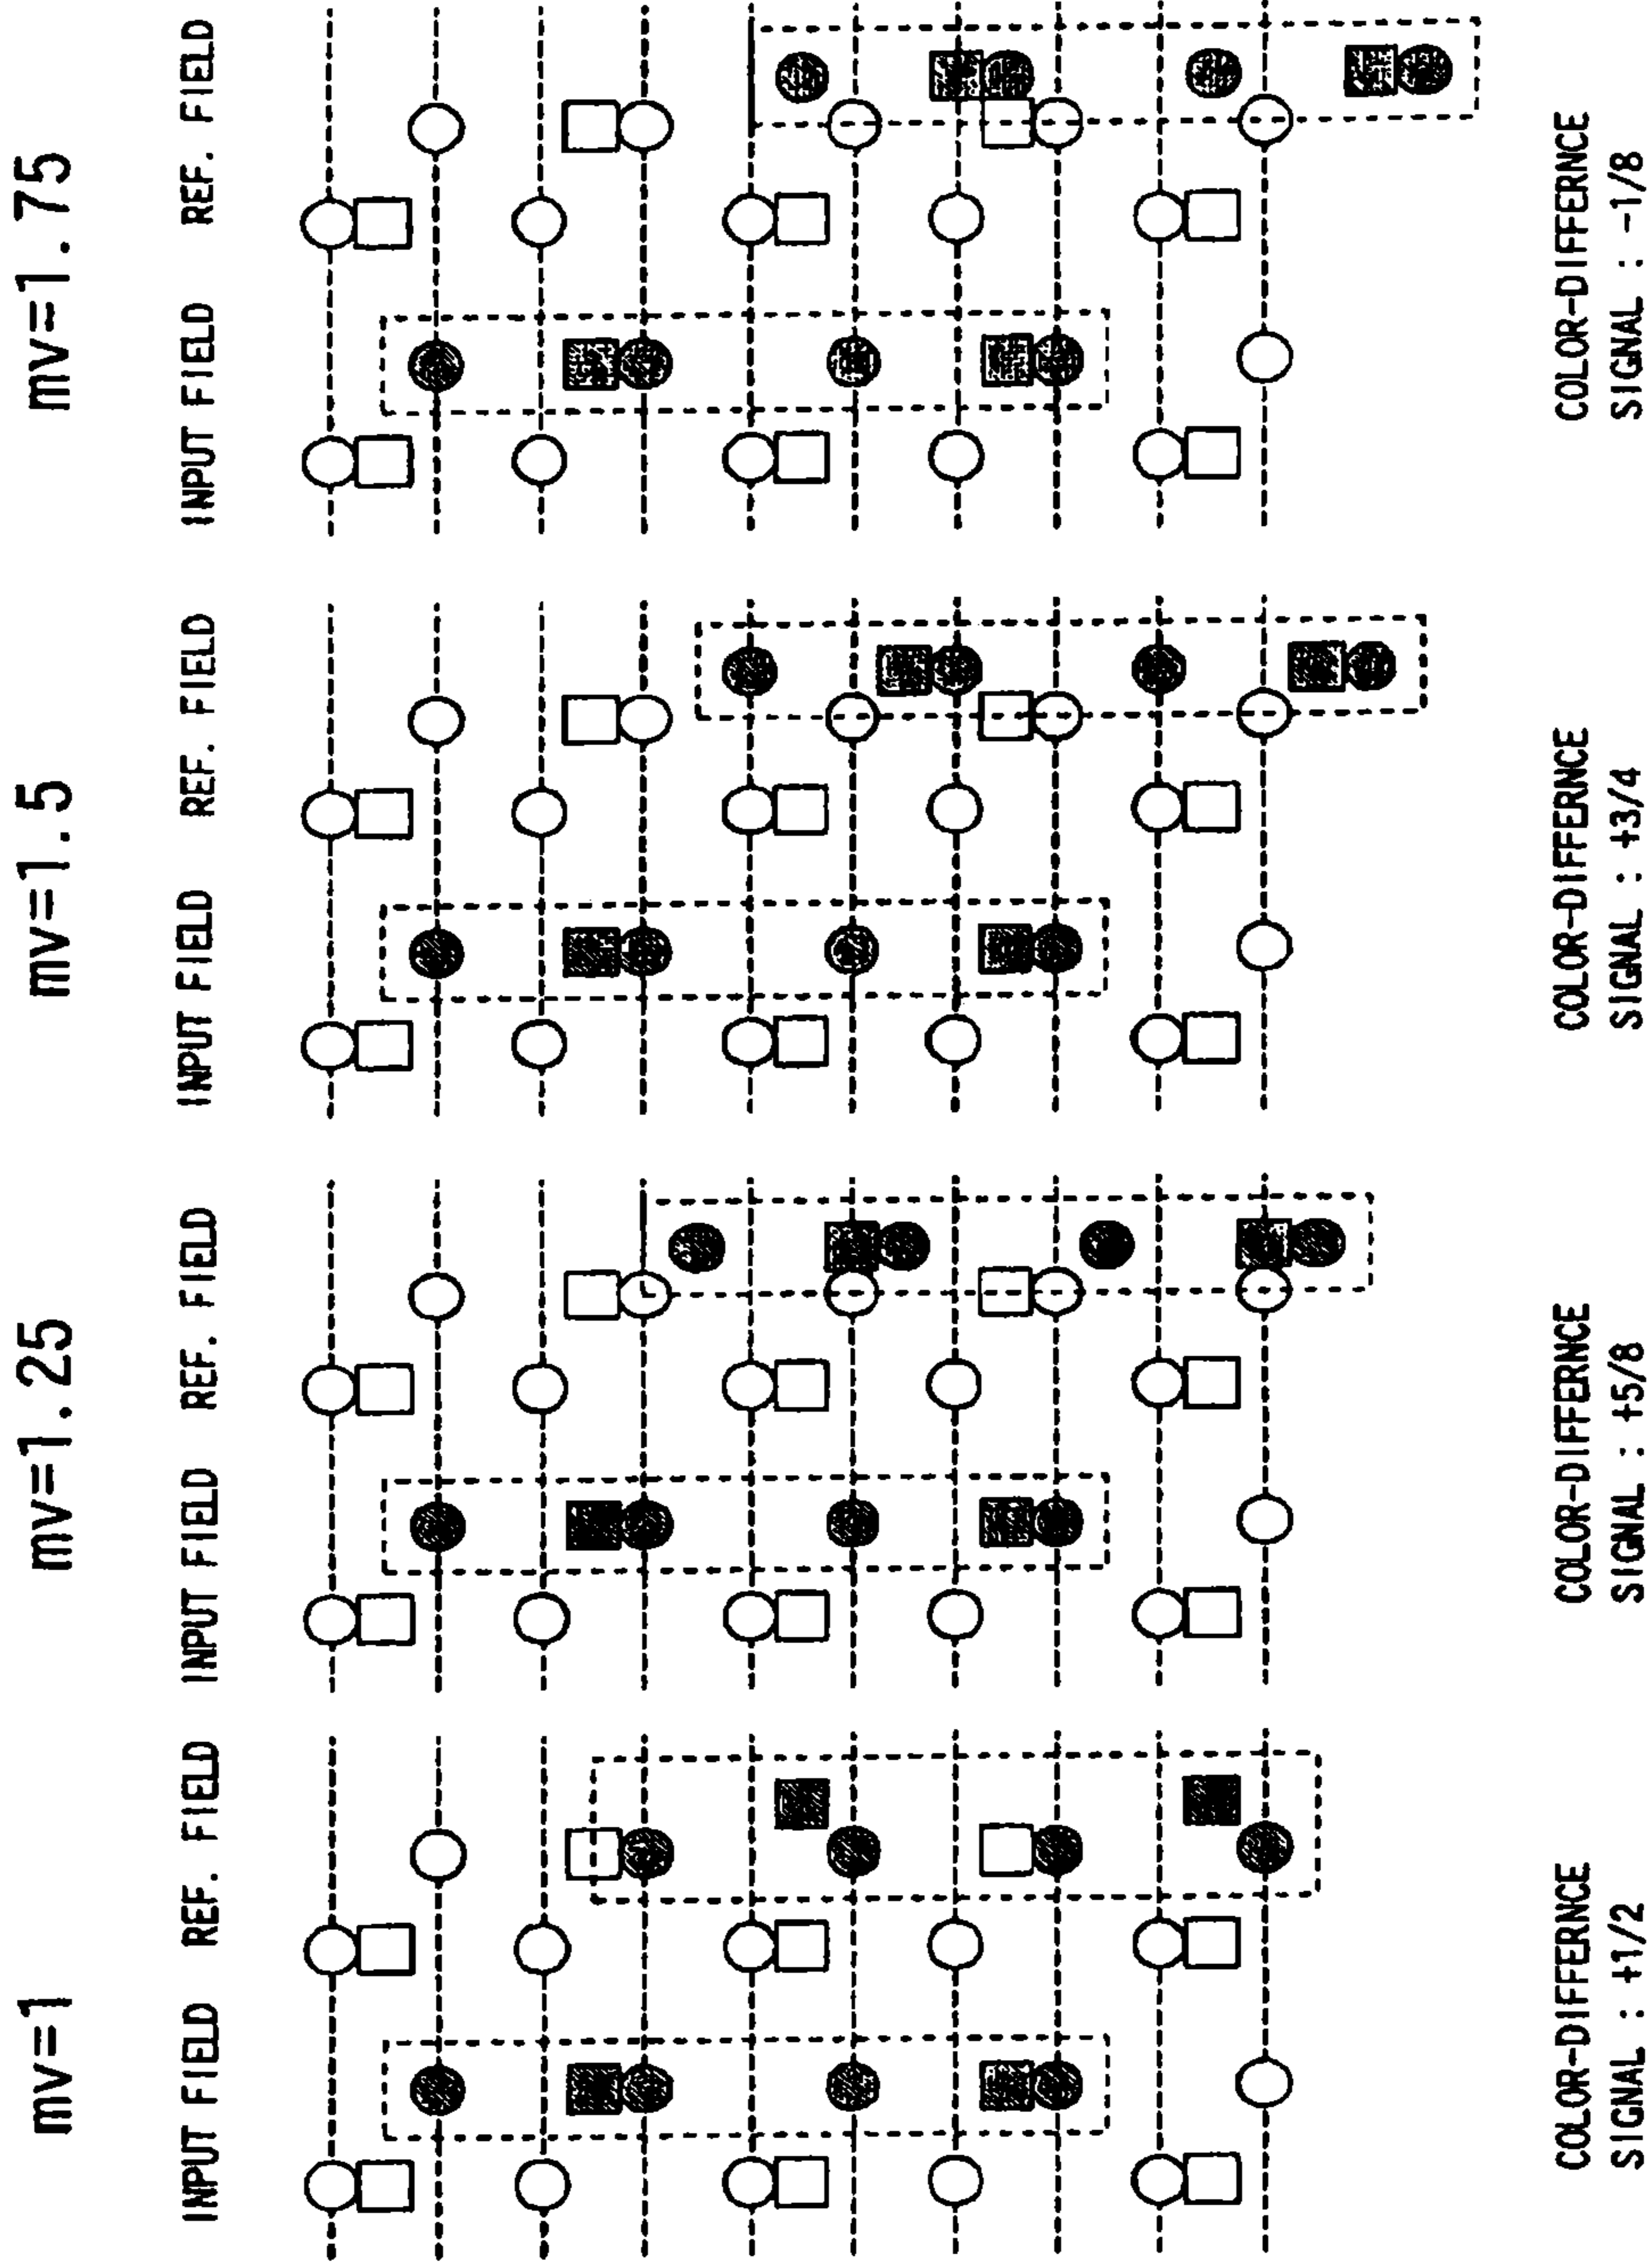 mv=1
INPUT FIELD REF. FIELD
COLOR-DIFFERNCE
SIGNAL : +1/2
mv=1.25
INPUT FIELD REF. FIELD
COLOR-DIFFERNCE
SIGNAL : +5/8
mv=1.5
INPUT FIELD REF. FIELD
COLOR-DIFFERNCE
SIGNAL : +3/4
mv=1.75
INPUT FIELD REF. FIELD
COLOR-DIFFERNCE
SIGNAL : -1/8